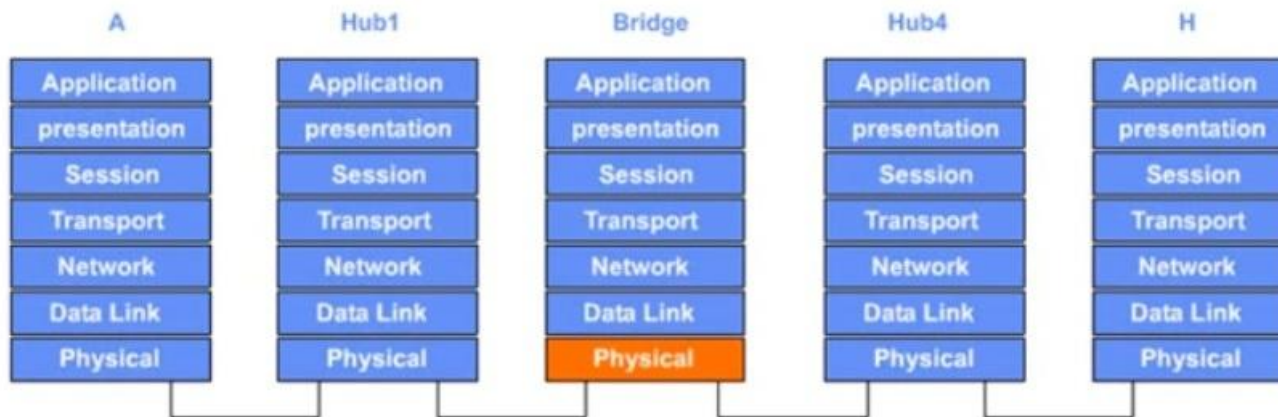 A Hub1 Bridge Hub4 H
Application Application Application Application Application
presentation presentation presentation presentation presentation
Session Session Session Session Session
Transport Transport Transport Transport Transport
Network Network Network Network Network
Data Link Data Link Data Link Data Link Data Link
Physical Physical Physical Physical Physical